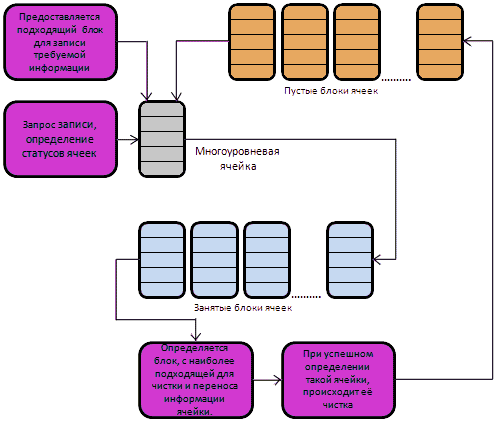 Предоставляется
подходящий блок
для записи
требуемой
информации
Пустые блоки ячеек
Запрос записи,
определение
статусов ячеек
Многоуровневая
ячейка
Занятые блоки ячеек
Определяется
блок, с наиболее
подходящей для
чистки и переноса
информации
ячейки.
При успешном
определении
такой ячейки,
происходит её
чистка